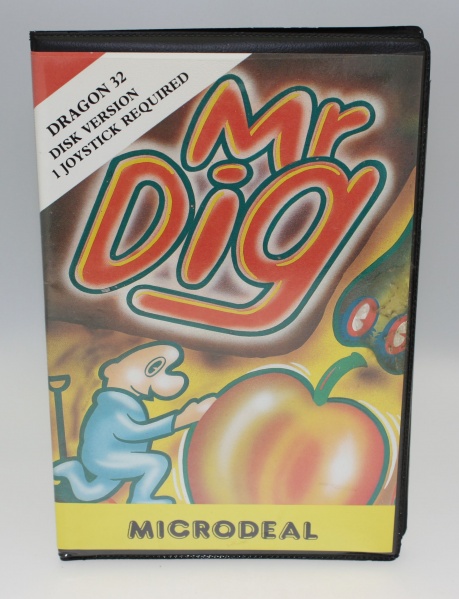 DRAGON 32
DISK VERSION
1 JOYSTICK REQUIRED
Mr
Dig
MICRODEAL